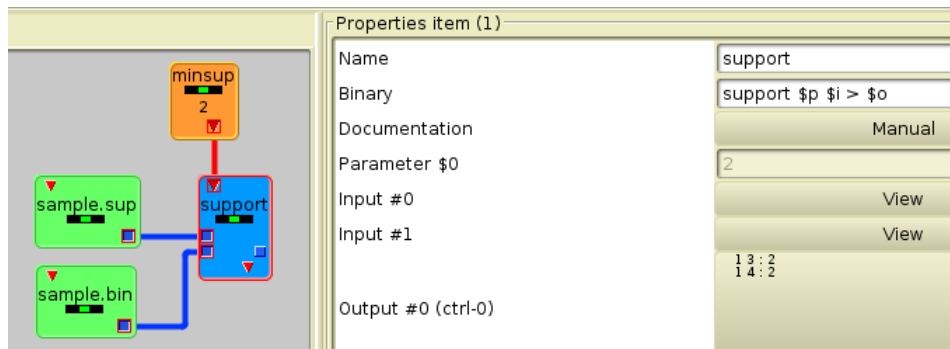 minsup
2
sample.sup
support
sample.bin
Properties item (1)
Name
support
Binary
support $p $i > $o
Documentation
Manual
Parameter $0
2
Input #0
View
Input #1
View
1 3 : 2
1 4 : 2
Output #0 (ctrl-0)